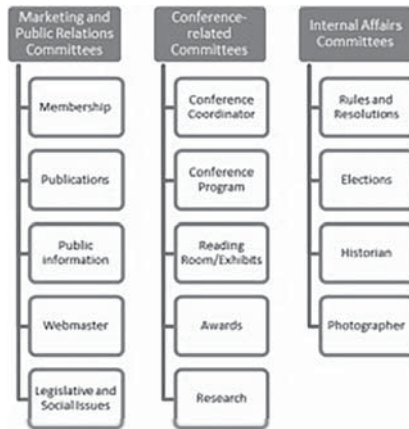 Marketing and
Public Relations
Committees
Membership
Publications
Public
information
Webmaster
Legislative and
Social Issues
Conference-
related
Committees
Conference
Coordinator
Conference
Program
Reading
Room/Exhibits
Awards
Research
Internal Affairs
Committees
Rules and
Resolutions
Elections
Historian
Photographer